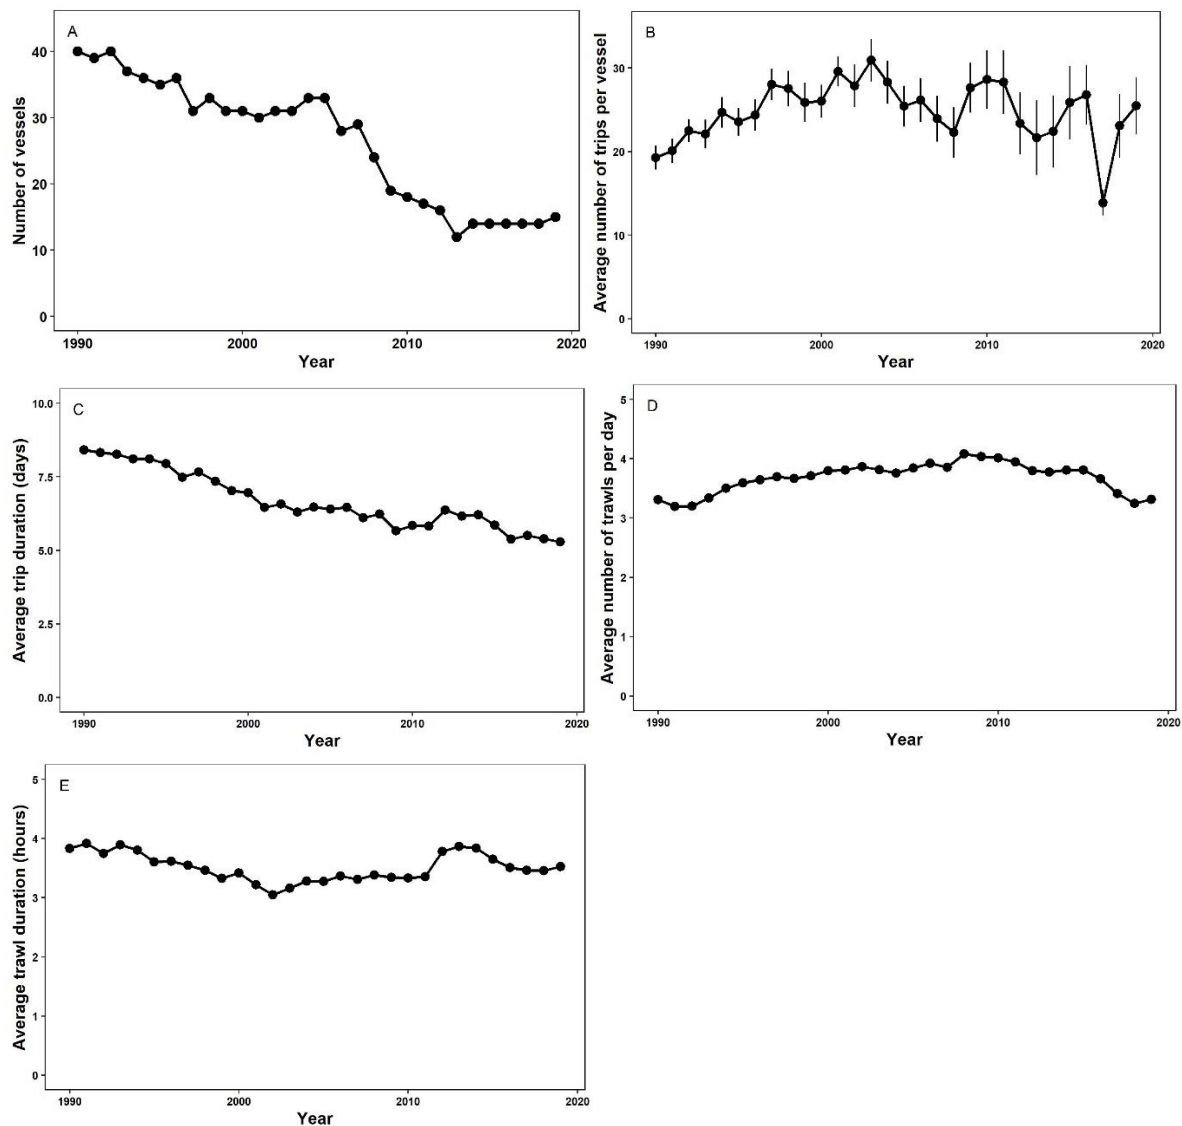 A
Number of vessels
40
30
20
10
0
1990 2000 2010 2020
Year
B
Average number of trips per vessel
30
20
10
0
1990 2000 2010 2020
Year
C
Average trip duration (days)
10.0
7.5
5.0
2.5
0.0
1990 2000 2010 2020
Year
D
Average number of trawls per day
5
4
3
2
1
0
1990 2000 2010 2020
Year
E
Average trawl duration (hours)
5
4
3
2
1
0
1990 2000 2010 2020
Year